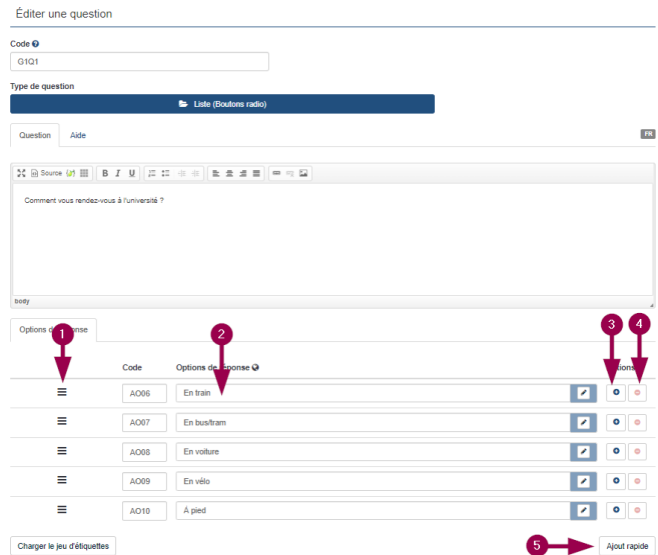 Éditer une question
Code
G1Q1
Type de question
Liste (Boutons radio)
Question Aide FR
Source B I U
Comment vous rendez-vous à l'université ?
body
Options de réponse
1 2 3 4
Code Options de réponse
AO06 En train
AO07 En bus/tram
AO08 En voiture
AO09 En vélo
AO10 À pied
Charger le jeu d'étiquettes 5 Ajout rapide